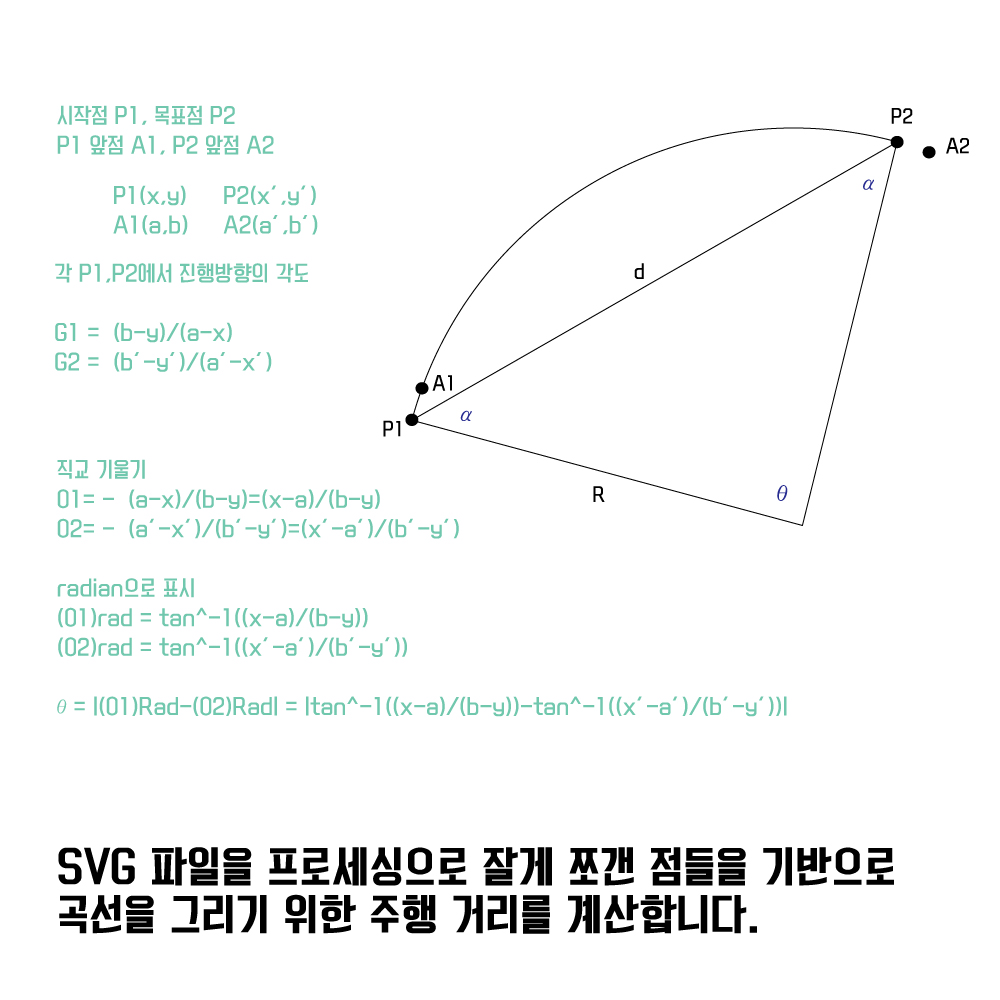 시작점 P1, 목표점 P2
P1 앞점 A1, P2 앞점 A2
P1(x,y) P2(x´,y´)
A1(a,b) A2(a´,b´)
각 P1,P2에서 진행방향의 각도
G1 = (b-y)/(a-x)
G2 = (b´-y´)/(a´-x´)
직교 기울기
O1= - (a-x)/(b-y)=(x-a)/(b-y)
O2= - (a´-x´)/(b´-y´)=(x´-a´)/(b´-y´)
radian으로 표시
(O1)rad = tan^-1((x-a)/(b-y))
(O2)rad = tan^-1((x´-a´)/(b´-y´))
θ = |(O1)Rad-(O2)Rad| = |tan^-1((x-a)/(b-y))-tan^-1((x´-a´)/(b´-y´))|
P2
A2
α
d
A1
P1
α
R
θ
SVG 파일을 프로세싱으로 잘게 쪼갠 점들을 기반으로
곡선을 그리기 위한 주행 거리를 계산합니다.